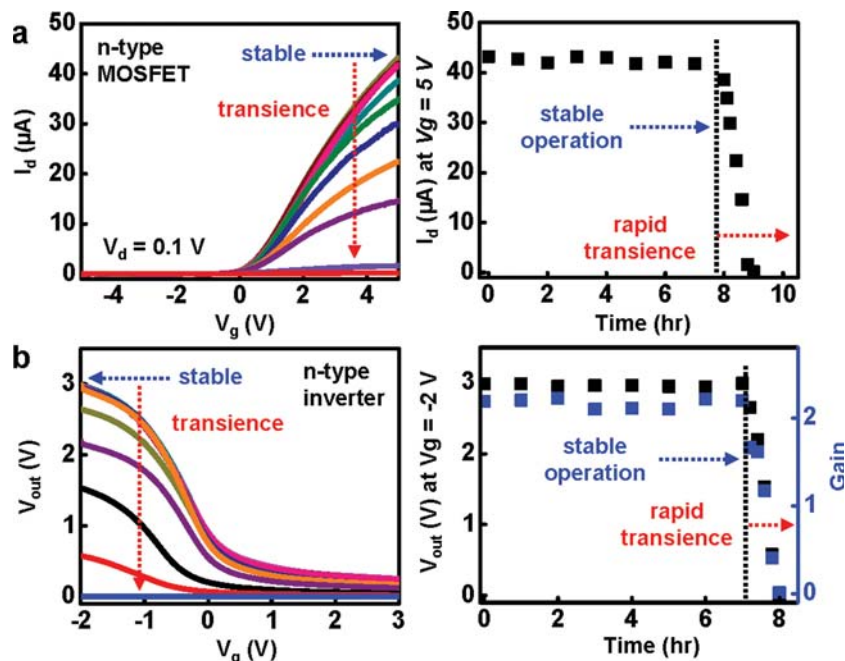 a
n-type
MOSFET
stable
transience
V_d = 0.1 V
50
40
30
20
10
0
I_d (µA)
-4 -2 0 2 4
V_g (V)
50
40
30
20
10
0
I_d (µA) at Vg = 5 V
stable
operation
rapid
transience
0 2 4 6 8 10
Time (hr)
b
stable
n-type
inverter
transience
3
2
1
0
V_out (V)
-2 -1 0 1 2 3
V_g (V)
3
2
1
0
V_out (V) at Vg = -2 V
stable
operation
rapid
transience
2
1
0
Gain
0 2 4 6 8
Time (hr)